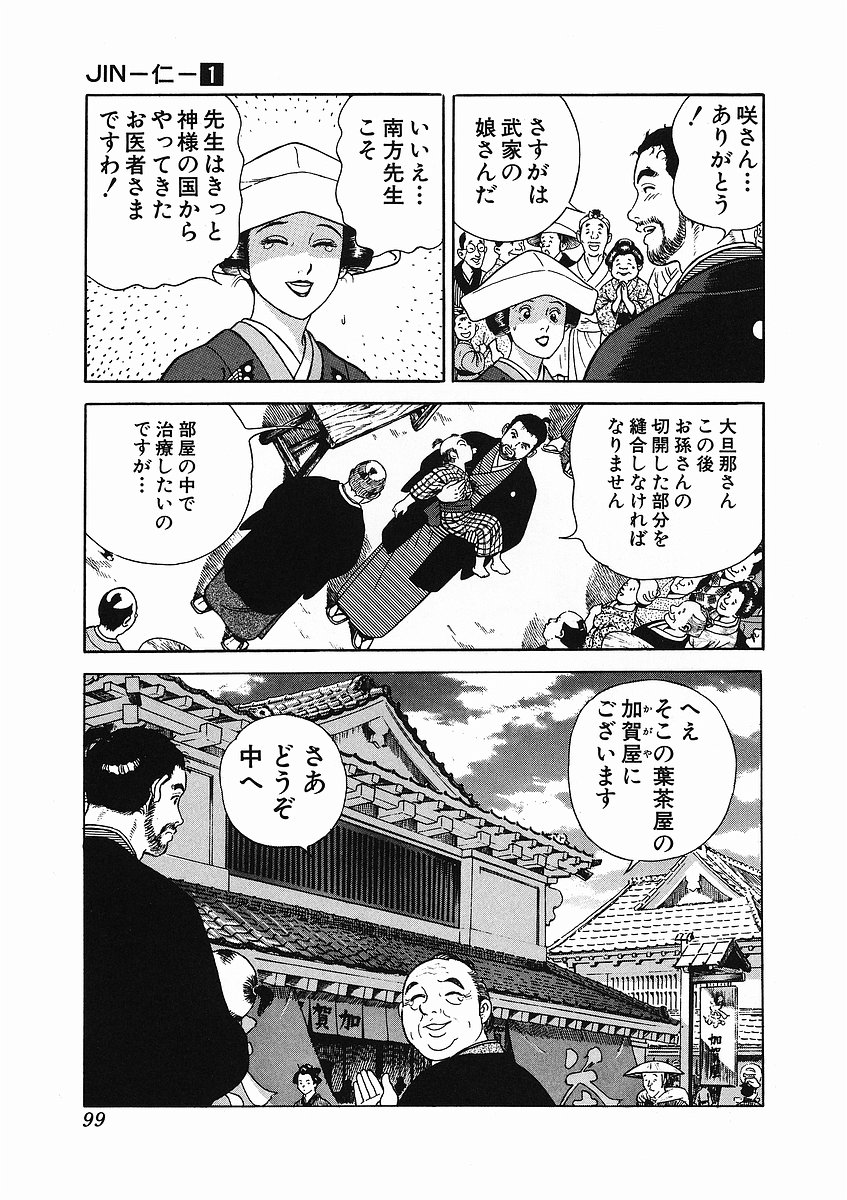 JIN－仁－1
咲さん…
ありがとう
！
さすがは
武家の
娘さんだ
いいえ…
南方先生
こそ
先生はきっと
神様の国から
やってきた
お医者さま
ですわ！
大旦那さん
この後
お孫さんの
切開した部分を
縫合しなければ
なりません
部屋の中で
治療したいの
ですが…
へえ
そこの葉茶屋の
加賀屋に
かがや
ございます
さあ
どうぞ
中へ
賀加
99